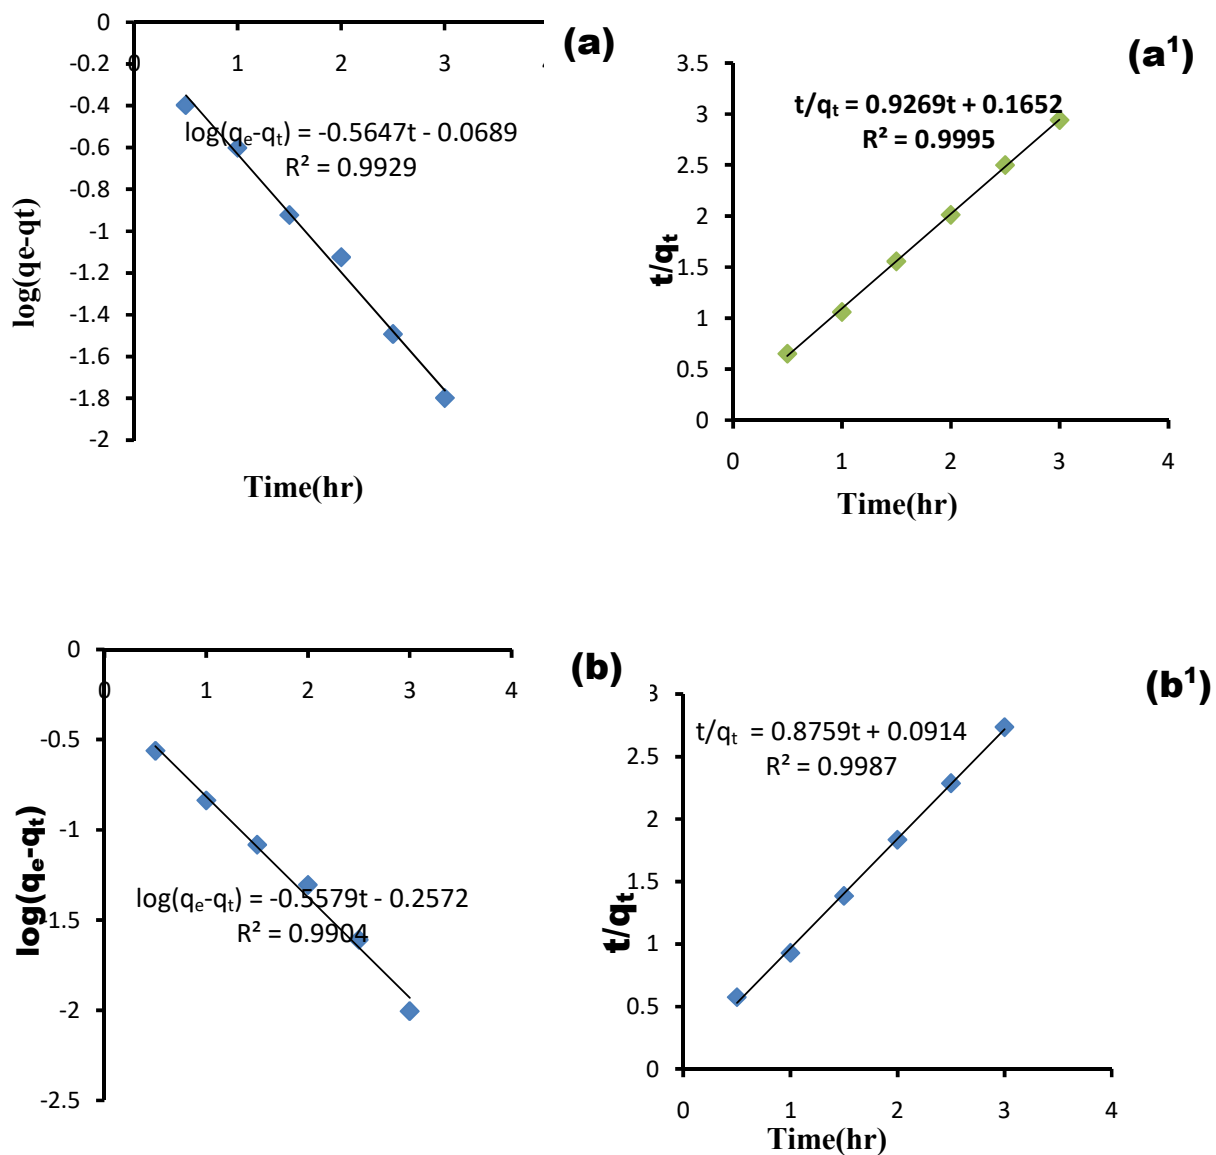 (a)
0
-0.2
-0.4
-0.6
-0.8
-1
-1.2
-1.4
-1.6
-1.8
-2
0 1 2 3
log(qₑ-qₜ) = -0.5647t - 0.0689
R² = 0.9929
log(qe-qt)
Time(hr)
(a¹)
3.5
3
2.5
2
1.5
1
0.5
0
0 1 2 3 4
t/qₜ = 0.9269t + 0.1652
R² = 0.9995
t/qₜ
Time(hr)
(b)
0
-0.5
-1
-1.5
-2
-2.5
0 1 2 3 4
log(qₑ-qₜ) = -0.5579t - 0.2572
R² = 0.9904
log(qₑ-qₜ)
(b¹)
3
2.5
2
1.5
1
0.5
0
0 1 2 3 4
t/qₜ = 0.8759t + 0.0914
R² = 0.9987
t/qₜ
Time(hr)